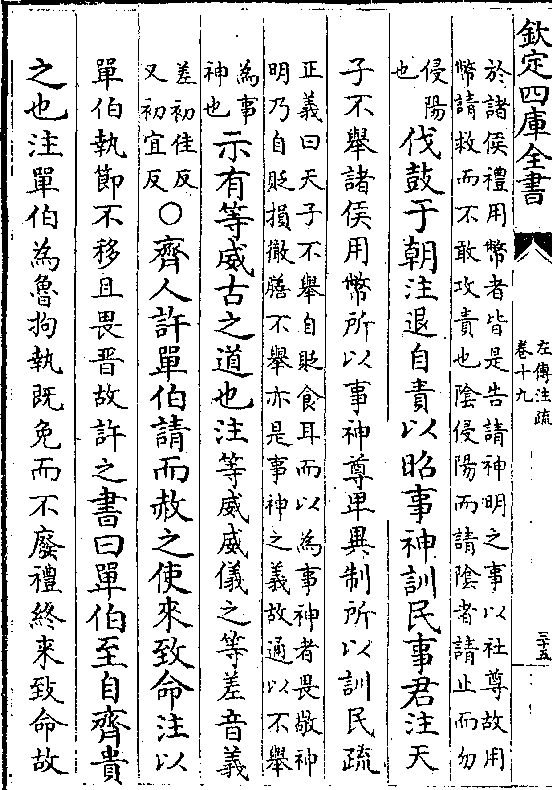 欽定四庫全書
左傳注疏
卷十九
三十五
於諸侯禮用幣者皆是告請神明之事以社尊故用
幣請救而不敢攻責也陰侵陽而請陰者請止而勿
侵陽
也
伐鼓于朝注退自責以昭事神訓民事君注天
子不舉諸侯用幣所以事神尊卑異制所以訓民疏
正義曰天子不舉自貶食耳而以為事神者畏敬神
明乃自貶損徹膳不舉亦是事神之義故通以不舉
為事
神也
示有等威古之道也注等威威儀之等差音義
差初佳反
又初宜反
○齊人許單伯請而赦之使來致命注以
單伯執節不移且畏晋故許之書曰單伯至自齊貴
之也注單伯為魯拘執既免而不廢禮終来致命故